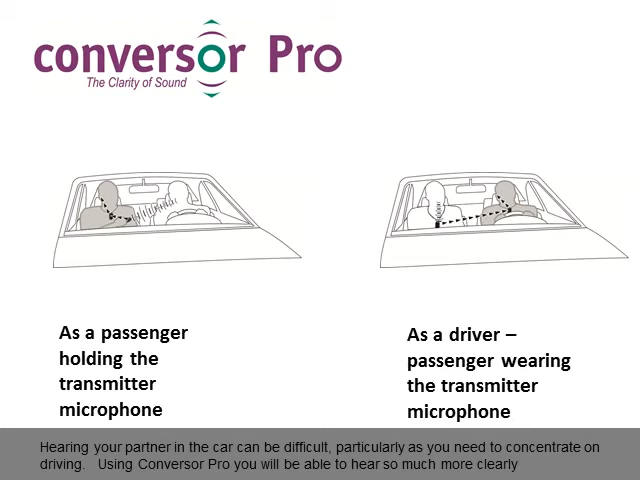 conversor Pro
The Clarity of Sound
As a passenger
holding the
transmitter
microphone
As a driver –
passenger wearing
the transmitter
microphone
Hearing your partner in the car can be difficult, particularly as you need to concentrate on
driving. Using Conversor Pro you will be able to hear so much more clearly